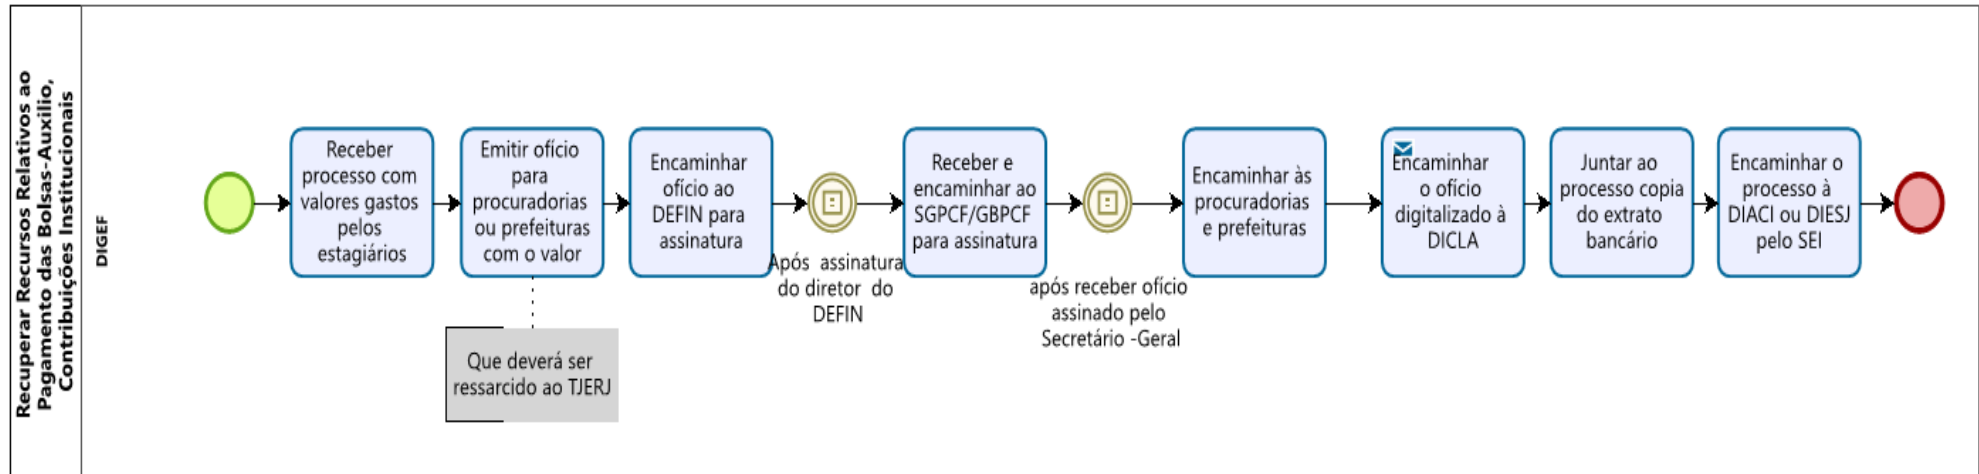 Recuperar Recursos Relativos ao
Pagamento das Bolsas-Auxilio,
Contribuições Institucionais
DIGEF
Receber
processo com
valores gastos
pelos
estagiários
Emitir ofício
para
procuradorias
ou prefeituras
com o valor
Que deverá ser
ressarcido ao TJERJ
Encaminhar
ofício ao
DEFIN para
assinatura
Após assinatura
do diretor do
DEFIN
Receber e
encaminhar ao
SGPCF/GBPCF
para assinatura
após receber ofício
assinado pelo
Secretário -Geral
Encaminhar às
procuradorias
e prefeituras
Encaminhar
o ofício
digitalizado à
DICLA
Juntar ao
processo copia
do extrato
bancário
Encaminhar o
processo à
DIACI ou DIESJ
pelo SEI